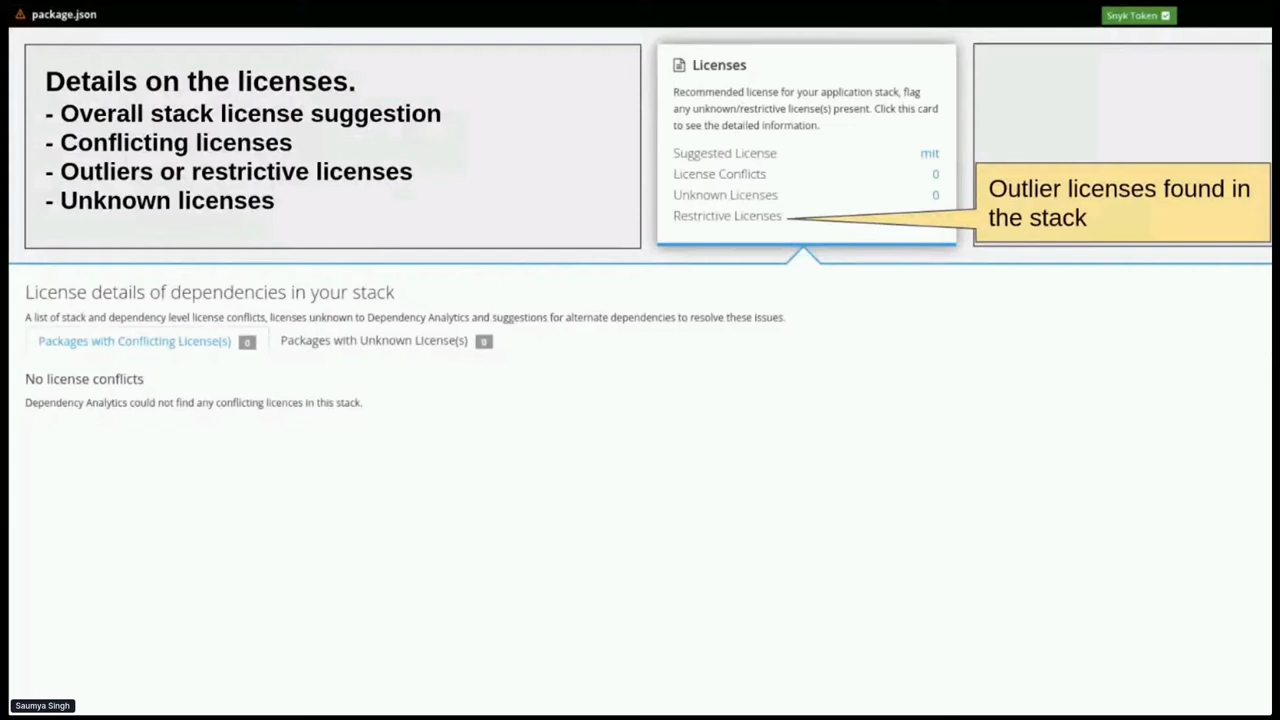 package.json
Snyk Token
Details on the licenses.
- Overall stack license suggestion
- Conflicting licenses
- Outliers or restrictive licenses
- Unknown licenses
Licenses
Recommended license for your application stack, flag
any unknown/restrictive license(s) present. Click this card
to see the detailed information.
Suggested License mit
License Conflicts 0
Unknown Licenses 0
Restrictive Licenses
Outlier licenses found in
the stack
License details of dependencies in your stack
A list of stack and dependency level license conflicts, licenses unknown to Dependency Analytics and suggestions for alternate dependencies to resolve these issues.
Packages with Conflicting License(s) 0 Packages with Unknown License(s) 0
No license conflicts
Dependency Analytics could not find any conflicting licences in this stack.
Saumya Singh